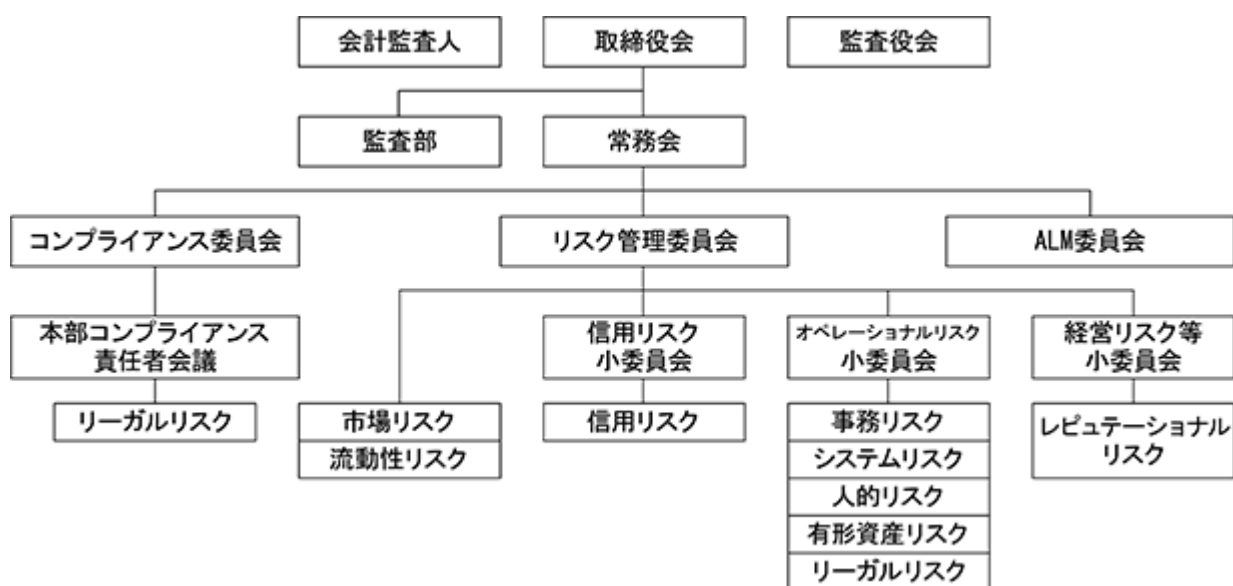 会計監査人
取締役会
監査役会
監査部
常務会
コンプライアンス委員会
リスク管理委員会
ALM委員会
本部コンプライアンス
責任者会議
信用リスク
小委員会
オペレーショナルリスク
小委員会
経営リスク等
小委員会
リーガルリスク
市場リスク
流動性リスク
信用リスク
事務リスク
システムリスク
人的リスク
有形資産リスク
リーガルリスク
レピュテーショナル
リスク